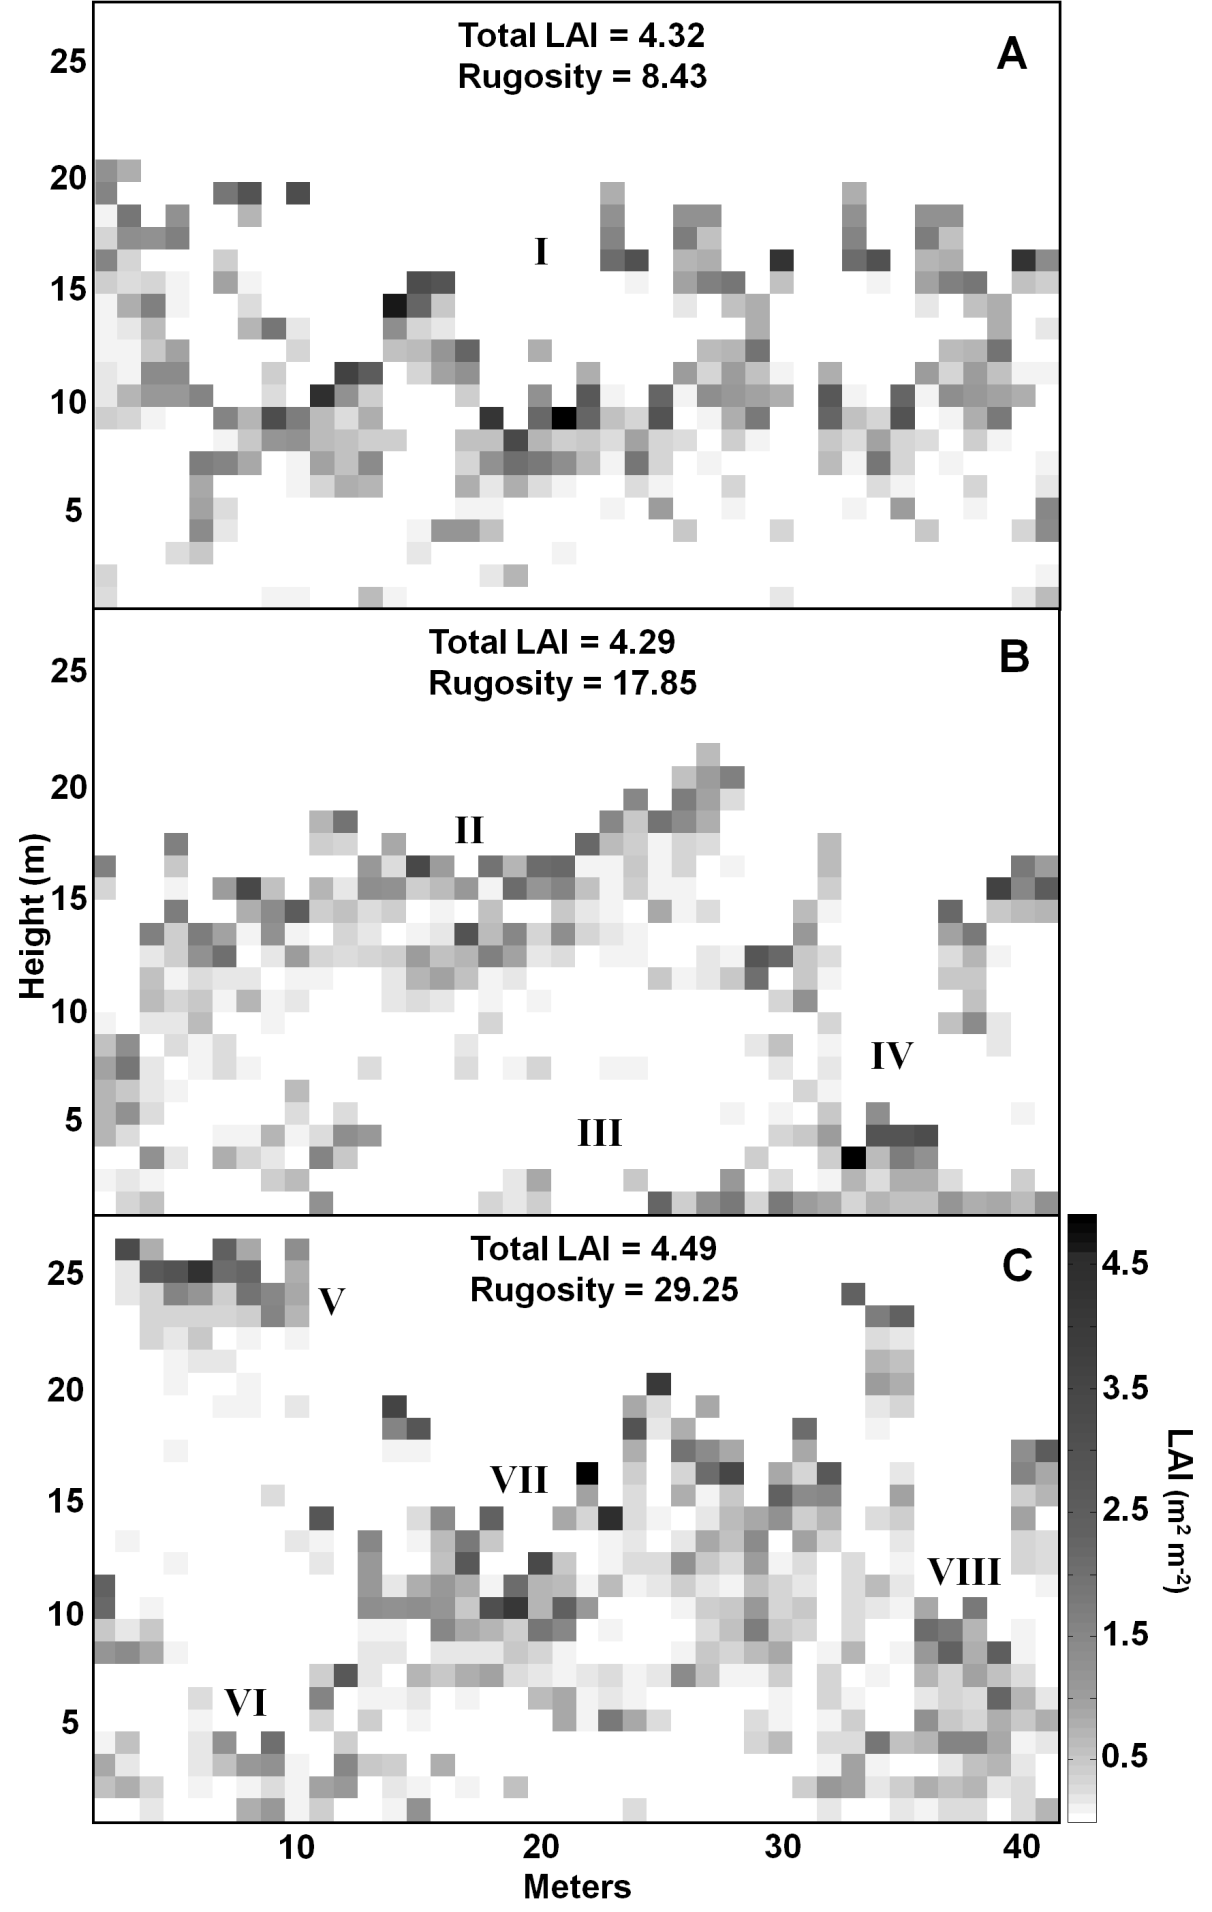 Total LAI = 4.32
Rugosity = 8.43
A
25
20
15
10
5
I
Total LAI = 4.29
Rugosity = 17.85
B
25
20
15
10
5
II
III
IV
Height (m)
Total LAI = 4.49
Rugosity = 29.25
C
25
20
15
10
5
V
VI
VII
VIII
10 20 30 40
Meters
4.5
3.5
2.5
1.5
0.5
LAI (m² m⁻²)